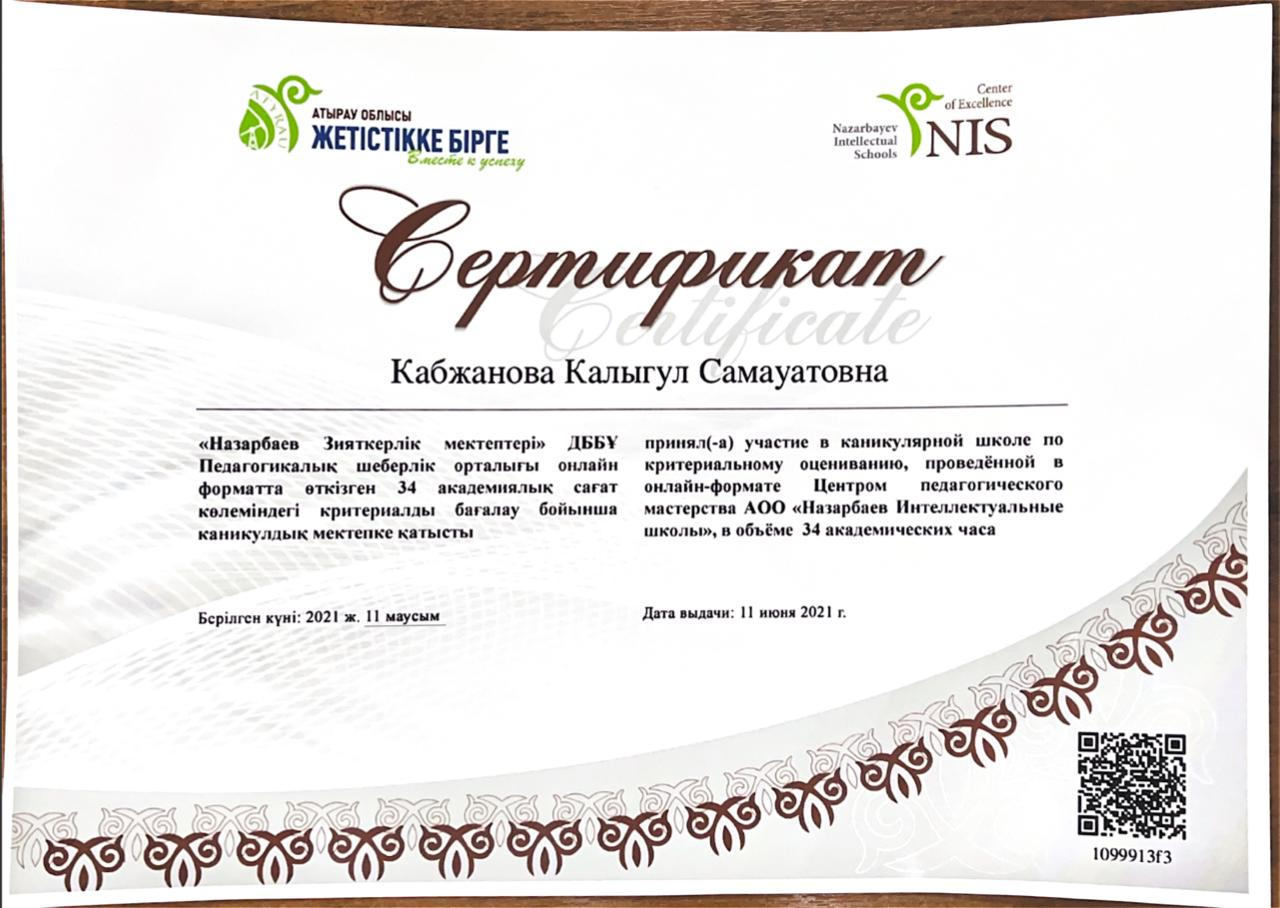 АТЫРАУ ОБЛЫСЫ
ЖЕТІСТІККЕ БІРГЕ
Вместе к успеху
ATYRAU
Center
of Excellence
Nazarbayev
Intellectual
Schools
NIS
Сертификат
Certificate
Кабжанова Калыгул Самауатовна
«Назарбаев Зияткерлік мектептері» ДББҰ
Педагогикалық шеберлік орталығы онлайн
форматта өткізген 34 академиялық сағат
көлеміндегі критериалды бағалау бойынша
каникулдық мектепке қатысты
принял(-а) участие в каникулярной школе по
критериальному оцениванию, проведённой в
онлайн-формате Центром педагогического
мастерства АОО «Назарбаев Интеллектуальные
школы», в объёме 34 академических часа
Берілген күні: 2021 ж. 11 маусым
Дата выдачи: 11 июня 2021 г.
1099913f3